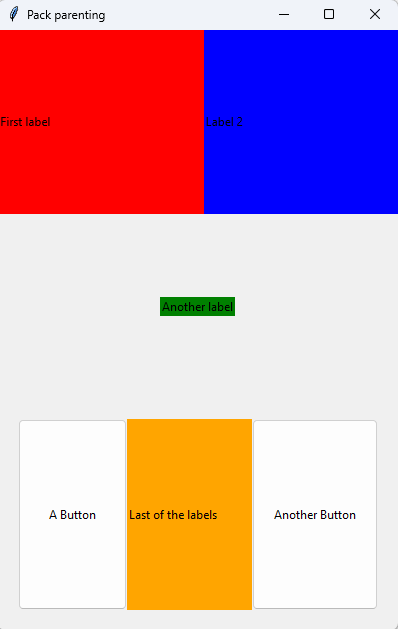 Pack parenting
First label
Label 2
Another label
A Button
Last of the labels
Another Button